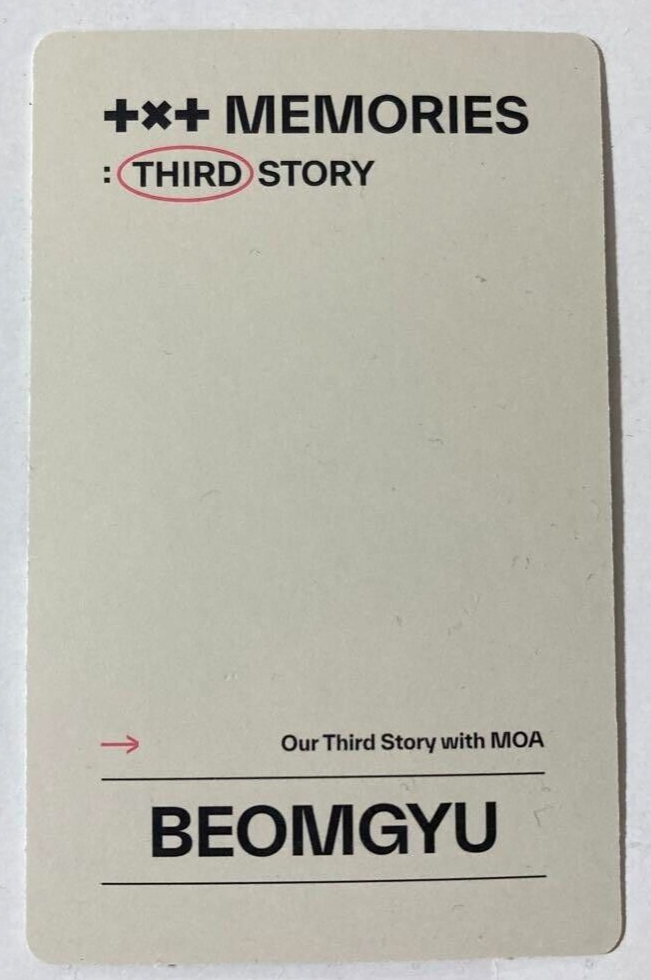 +×+ MEMORIES
: THIRD STORY
→ Our Third Story with MOA
BEOMGYU